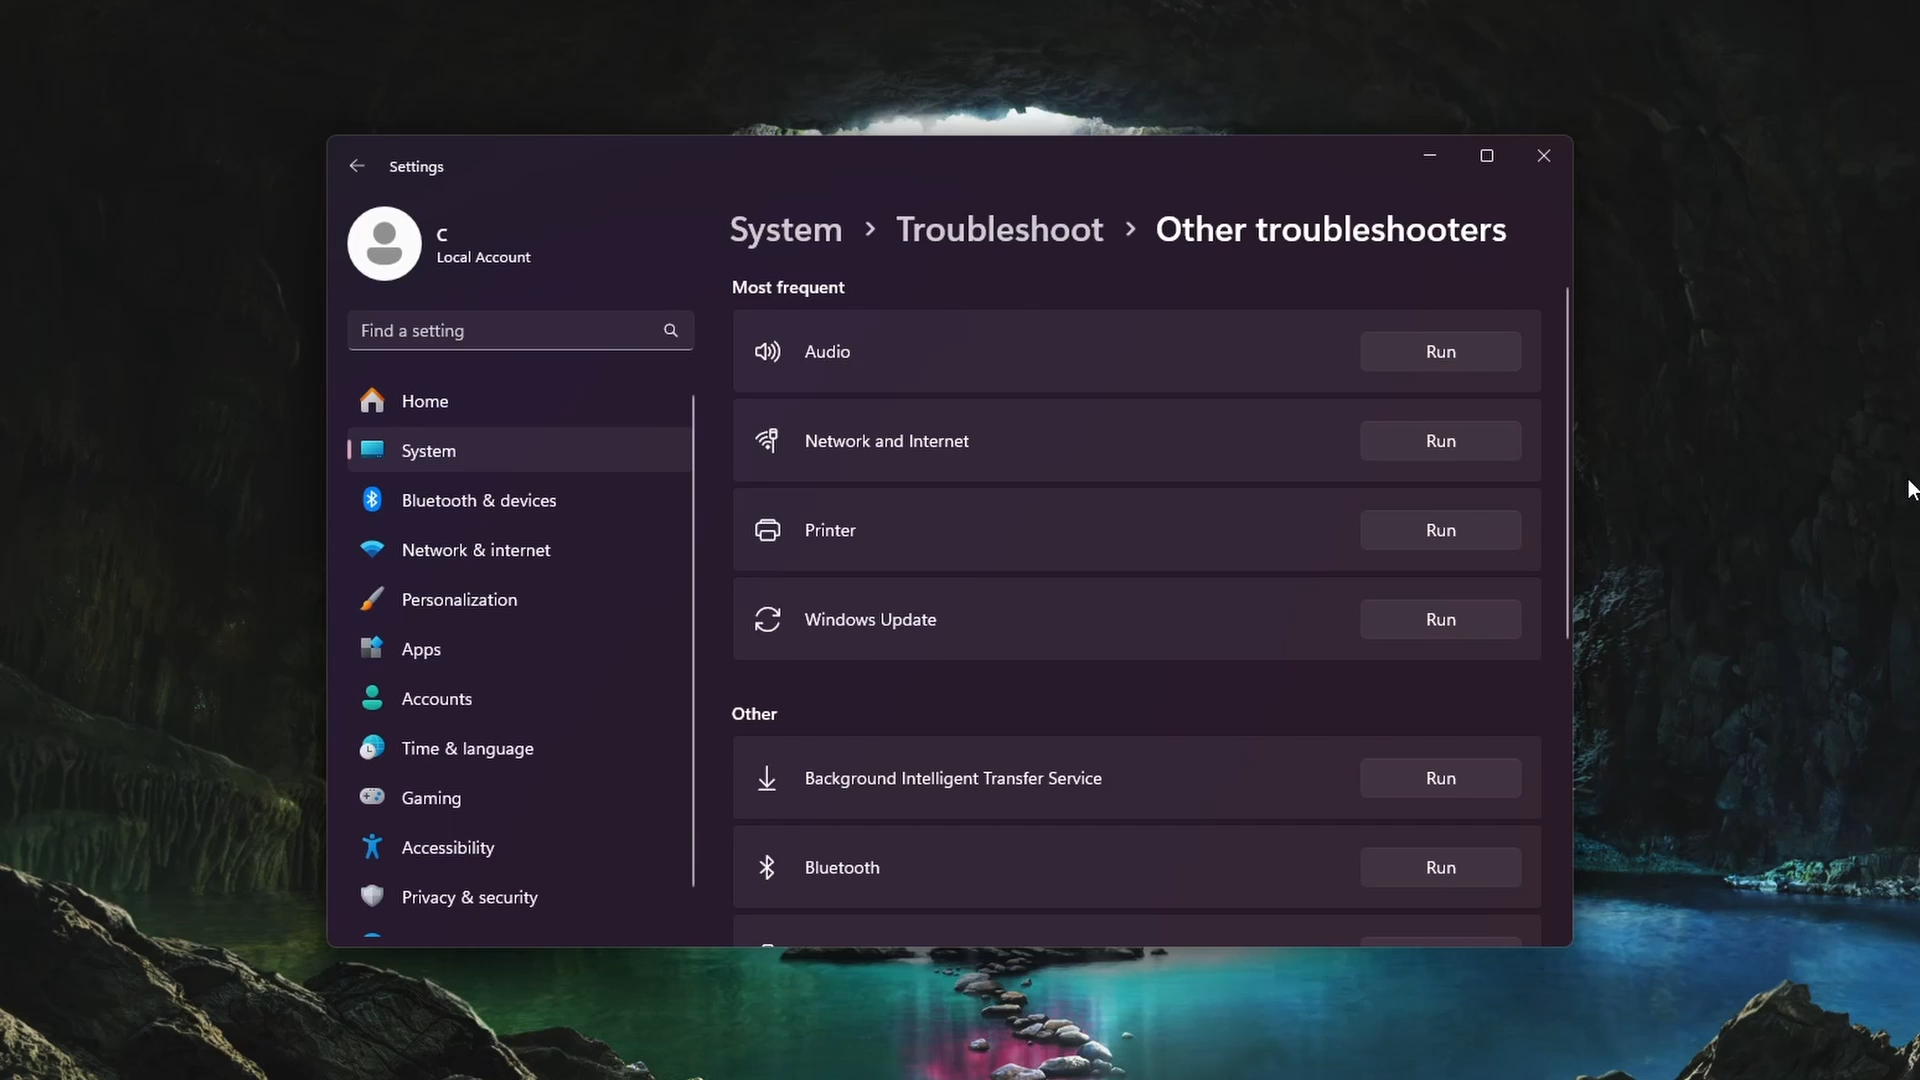 Settings
C
Local Account
Find a setting
Home
System
Bluetooth & devices
Network & internet
Personalization
Apps
Accounts
Time & language
Gaming
Accessibility
Privacy & security
System > Troubleshoot > Other troubleshooters
Most frequent
Audio Run
Network and Internet Run
Printer Run
Windows Update Run
Other
Background Intelligent Transfer Service Run
Bluetooth Run